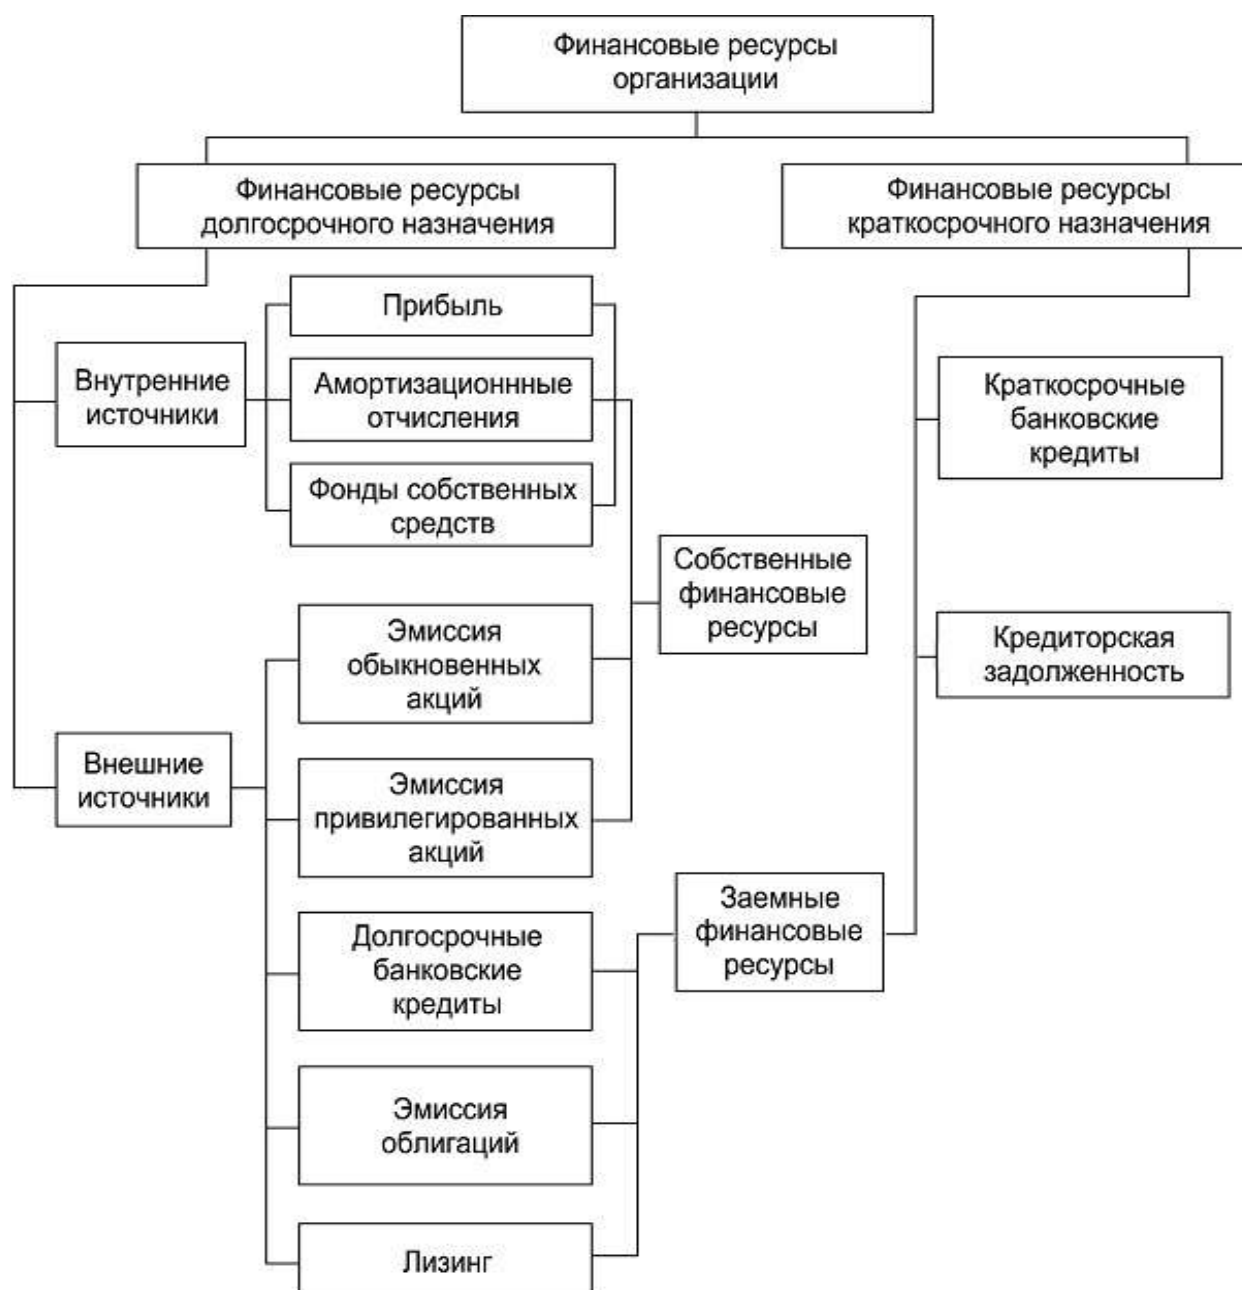 Финансовые ресурсы
организации
Финансовые ресурсы
долгосрочного назначения
Финансовые ресурсы
краткосрочного назначения
Прибыль
Внутренние
источники
Амортизационнные
отчисления
Краткосрочные
банковские
кредиты
Фонды собственных
средств
Собственные
финансовые
ресурсы
Эмиссия
обыкновенных
акций
Кредиторская
задолженность
Внешние
источники
Эмиссия
привилегированных
акций
Заемные
финансовые
ресурсы
Долгосрочные
банковские
кредиты
Эмиссия
облигаций
Лизинг